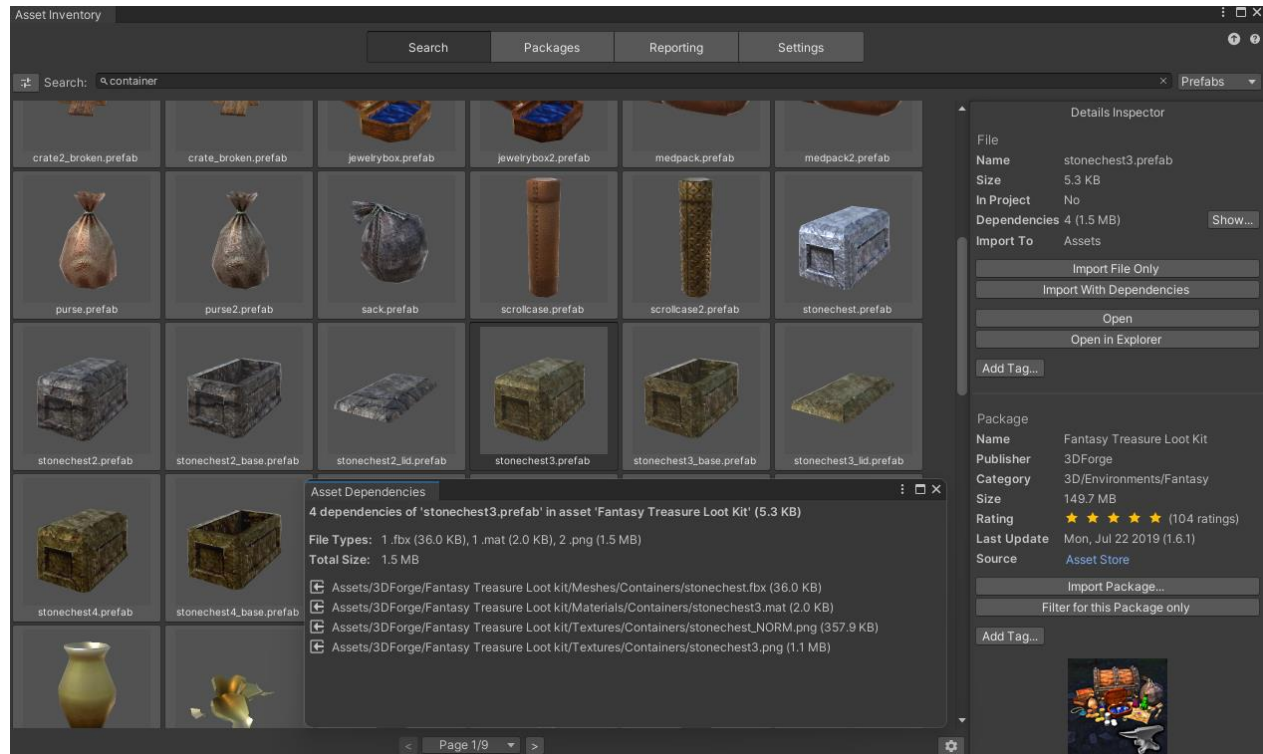 Asset Inventory
Search Packages Reporting Settings
Search: container Prefabs
crate2_broken.prefab crate_broken.prefab jewelrybox.prefab jewelrybox2.prefab medpack.prefab medpack2.prefab
purse.prefab purse2.prefab sack.prefab scrollcase.prefab scrollcase2.prefab stonechest.prefab
stonechest2.prefab stonechest2_base.prefab stonechest2_lid.prefab stonechest3.prefab stonechest3_base.prefab stonechest3_lid.prefab
stonechest4.prefab stonechest4_base.prefab
Asset Dependencies
4 dependencies of 'stonechest3.prefab' in asset 'Fantasy Treasure Loot Kit' (5.3 KB)
File Types: 1 .fbx (36.0 KB), 1 .mat (2.0 KB), 2 .png (1.5 MB)
Total Size: 1.5 MB
Assets/3DForge/Fantasy Treasure Loot kit/Meshes/Containers/stonechest.fbx (36.0 KB)
Assets/3DForge/Fantasy Treasure Loot kit/Materials/Containers/stonechest3.mat (2.0 KB)
Assets/3DForge/Fantasy Treasure Loot kit/Textures/Containers/stonechest_NORM.png (357.9 KB)
Assets/3DForge/Fantasy Treasure Loot kit/Textures/Containers/stonechest3.png (1.1 MB)
< Page 1/9 >
Details Inspector
File
Name stonechest3.prefab
Size 5.3 KB
In Project No
Dependencies 4 (1.5 MB) Show...
Import To Assets
Import File Only
Import With Dependencies
Open
Open in Explorer
Add Tag...
Package
Name Fantasy Treasure Loot Kit
Publisher 3DForge
Category 3D/Environments/Fantasy
Size 149.7 MB
Rating ★ ★ ★ ★ ★ (104 ratings)
Last Update Mon, Jul 22 2019 (1.6.1)
Source Asset Store
Import Package...
Filter for this Package only
Add Tag...